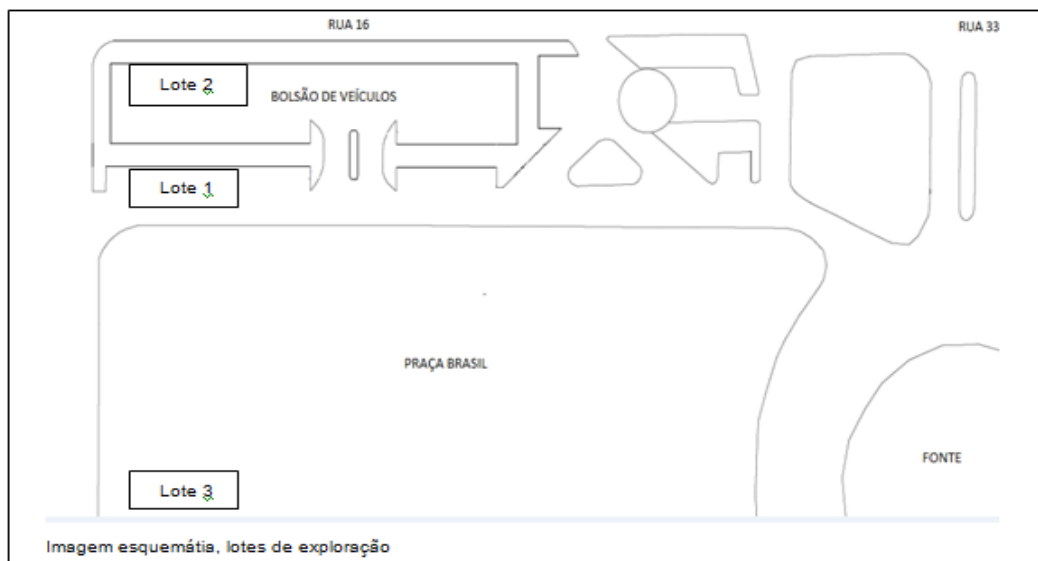 RUA 16
RUA 33
Lote 2
BOLSÃO DE VEÍCULOS
Lote 1
PRAÇA BRASIL
FONTE
Lote 3
Imagem esquemátia, lotes de exploração